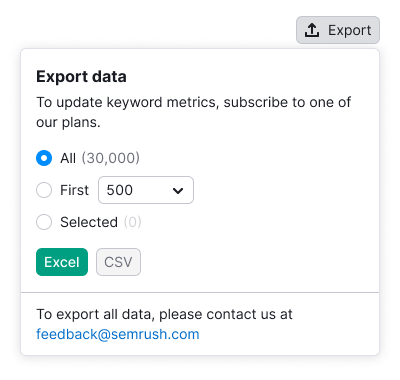 Export
Export data
To update keyword metrics, subscribe to one of
our plans.
All (30,000)
First 500
Selected (0)
Excel CSV
To export all data, please contact us at
feedback@semrush.com